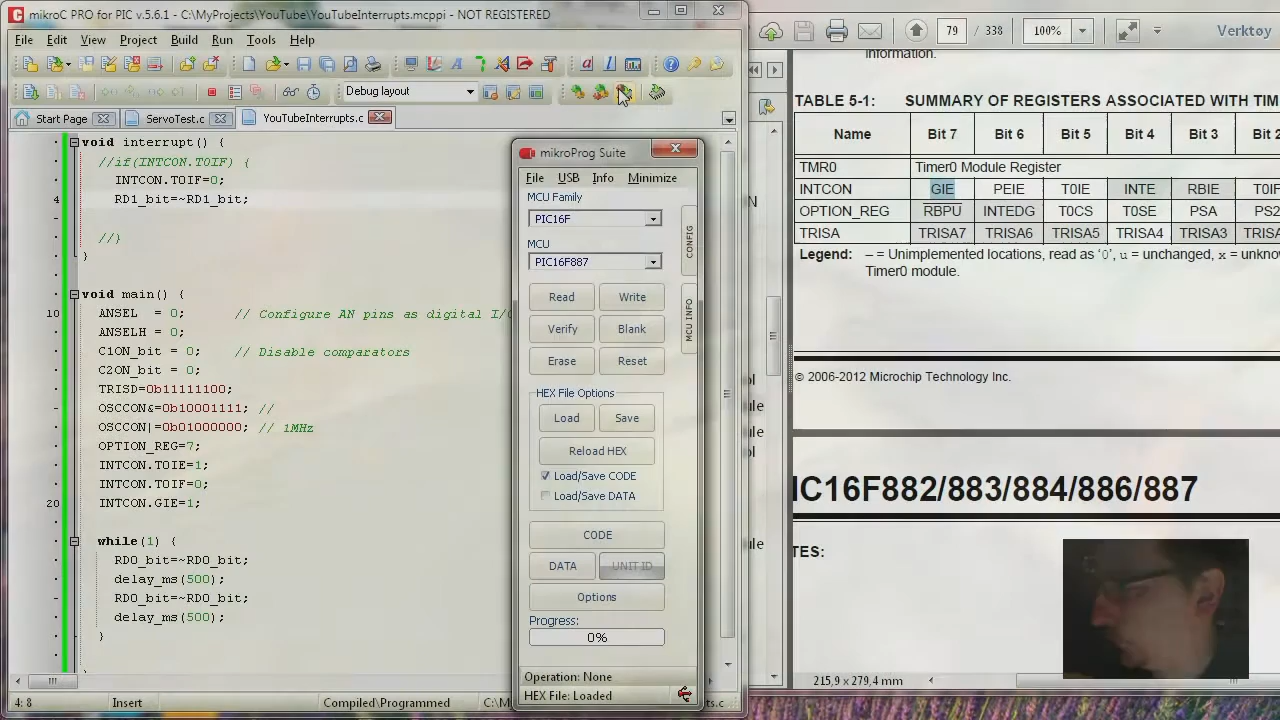 mikroC PRO for PIC v.5.6.1 - C:\MyProjects\YouTube\YouTubeInterrupts.mcppi - NOT REGISTERED
File Edit View Project Build Run Tools Help
Debug layout
Start Page ServoTest.c YouTubeInterrupts.c
void interrupt() {
//if(INTCON.TOIF) {
INTCON.TOIF=0;
4 RD1_bit=~RD1_bit;
//}
}
void main() {
10 ANSEL = 0; // Configure AN pins as digital I/O
ANSELH = 0;
C1ON_bit = 0; // Disable comparators
C2ON_bit = 0;
TRISD=0b11111100;
OSCCON&=0b10001111; //
OSCCON|=0b01000000; // 1MHz
OPTION_REG=7;
INTCON.TOIE=1;
INTCON.TOIF=0;
20 INTCON.GIE=1;
while(1) {
RD0_bit=~RD0_bit;
delay_ms(500);
RD0_bit=~RD0_bit;
delay_ms(500);
}
4: 8 Insert Compiled\Programmed
mikroProg Suite
File USB Info Minimize
MCU Family
PIC16F
MCU
PIC16F887
CONFIG
MCU INFO
Read Write
Verify Blank
Erase Reset
HEX File Options
Load Save
Reload HEX
Load/Save CODE
Load/Save DATA
CODE
DATA UNIT ID
Options
Progress:
0%
Operation: None
HEX File: Loaded
79 / 338 100% Verktøy
information.
TABLE 5-1: SUMMARY OF REGISTERS ASSOCIATED WITH TIM
Name Bit 7 Bit 6 Bit 5 Bit 4 Bit 3 Bit 2
TMR0 Timer0 Module Register
INTCON GIE PEIE T0IE INTE RBIE T0IF
OPTION_REG RBPU INTEDG T0CS T0SE PSA PS2
TRISA TRISA7 TRISA6 TRISA5 TRISA4 TRISA3 TRISA
Legend: – = Unimplemented locations, read as ‘0’, u = unchanged, x = unkno
Timer0 module.
© 2006-2012 Microchip Technology Inc.
IC16F882/883/884/886/887
TES:
215,9 x 279,4 mm